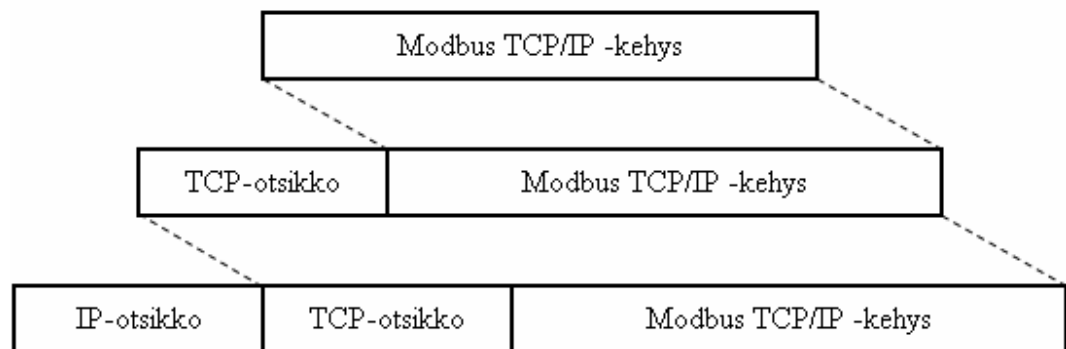 Modbus TCP/IP -kehys
TCP-otsikko Modbus TCP/IP -kehys
IP-otsikko TCP-otsikko Modbus TCP/IP -kehys